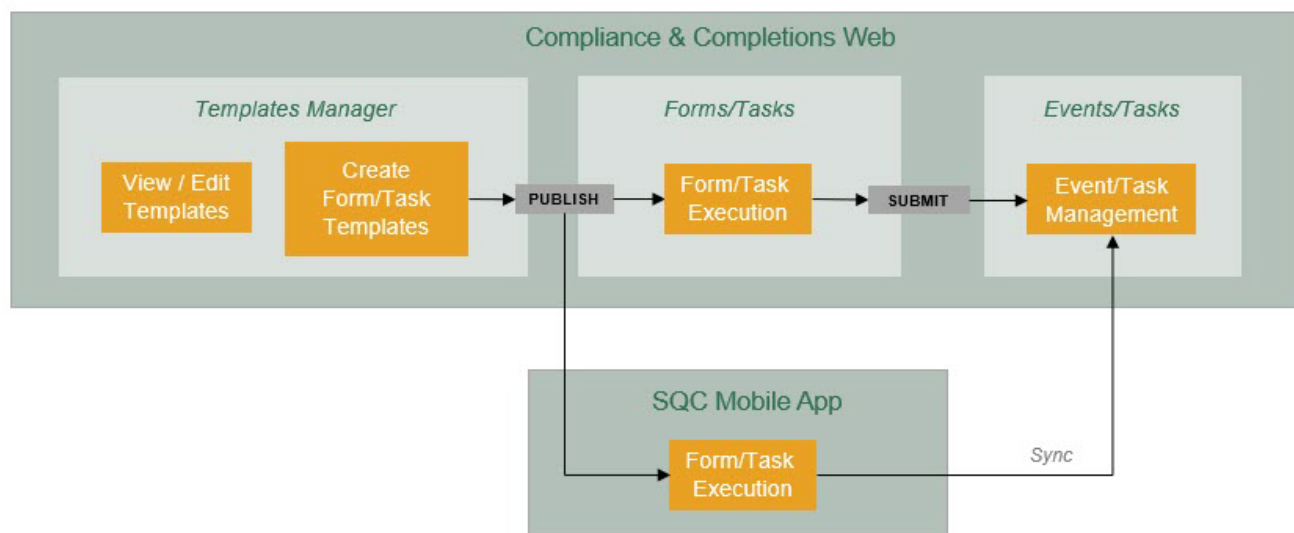 Compliance & Completions Web
Templates Manager
View / Edit
Templates
Create
Form/Task
Templates
PUBLISH
Forms/Tasks
Form/Task
Execution
SUBMIT
Events/Tasks
Event/Task
Management
SQC Mobile App
Form/Task
Execution
Sync